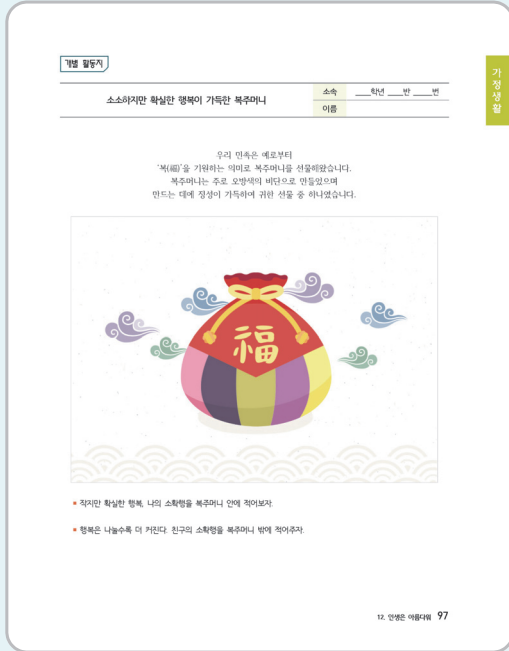 개별 활동지
소소하지만 확실한 행복이 가득한 복주머니
소속 ___학년 ___반 ___번
이름
가정생활
우리 민족은 예로부터
'복(福)'을 기원하는 의미로 복주머니를 선물해왔습니다.
복주머니는 주로 오방색의 비단으로 만들었으며
만드는 데에 정성이 가득하여 귀한 선물 중 하나였습니다.
福
작지만 확실한 행복, 나의 소확행을 복주머니 안에 적어보자.
행복은 나눌수록 더 커진다. 친구의 소확행을 복주머니 밖에 적어주자.
12. 인생은 아름다워 97